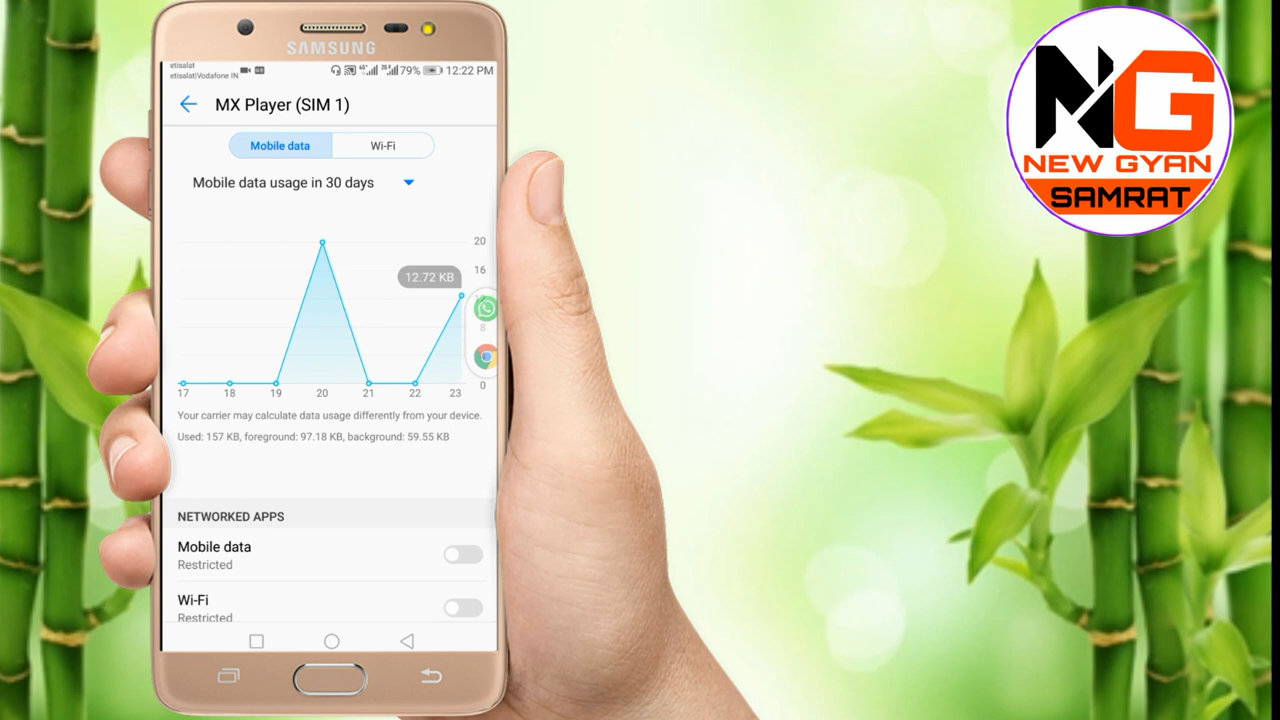 SAMSUNG
etisalat
etisalat|Vodafone IN
79% 12:22 PM
MX Player (SIM 1)
Mobile data Wi-Fi
Mobile data usage in 30 days
20
16
12.72 KB
8
0
17 18 19 20 21 22 23
Your carrier may calculate data usage differently from your device.
Used: 157 KB, foreground: 97.18 KB, background: 59.55 KB
NETWORKED APPS
Mobile data
Restricted
Wi-Fi
Restricted
NG
NEW GYAN
SAMRAT